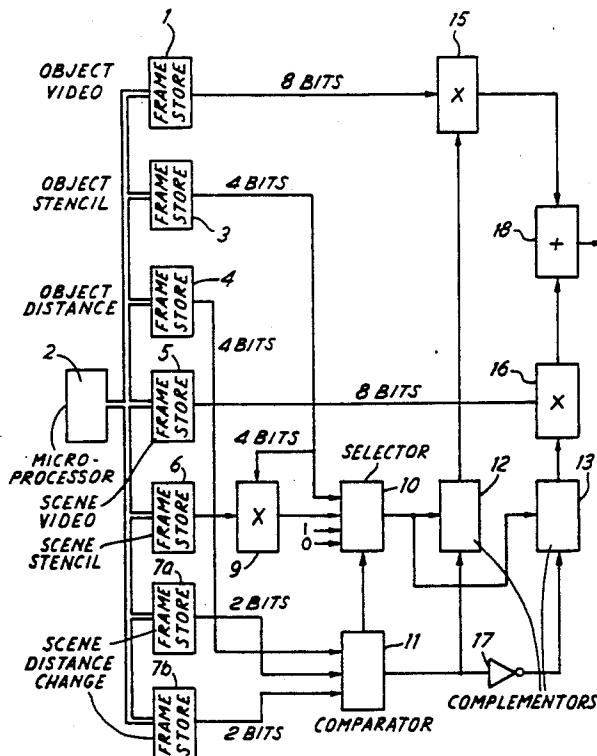 1
15
OBJECT
VIDEO
FRAME
STORE
8 BITS
X
OBJECT
STENCIL
FRAME
STORE
4 BITS
3
18
+
OBJECT
DISTANCE
FRAME
STORE
4
4 BITS
2
5
16
FRAME
STORE
8 BITS
X
MICRO-
PROCESSOR
4 BITS
SELECTOR
SCENE
VIDEO
6
10
12
13
SCENE
STENCIL
FRAME
STORE
X
1
0
9
7a
FRAME
STORE
2 BITS
11
17
SCENE
DISTANCE
CHANGE
7b
FRAME
STORE
2 BITS
COMPARATOR
COMPLEMENTORS